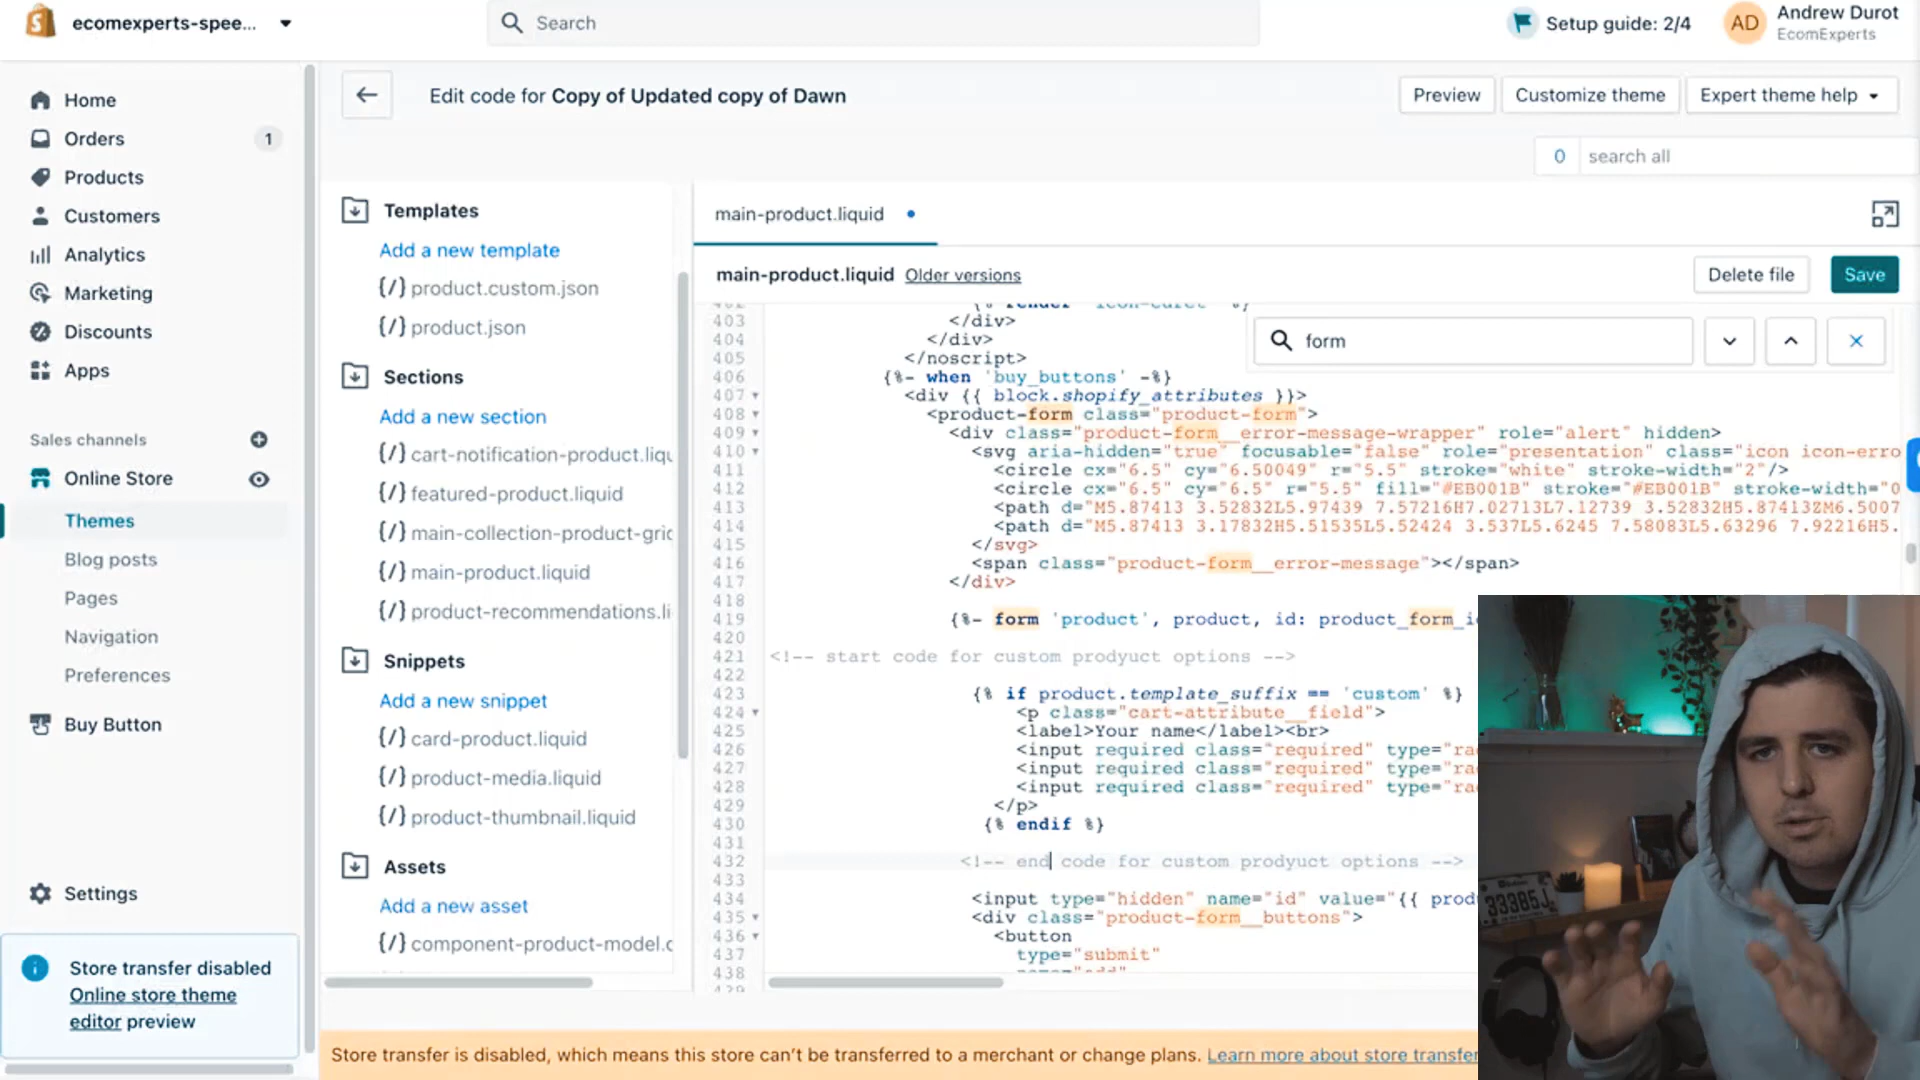 ecomexperts-spee...
Search
Setup guide: 2/4
AD
Andrew Durot
EcomExperts
Home
Orders
1
Products
Customers
Analytics
Marketing
Discounts
Apps
Sales channels
Online Store
Themes
Blog posts
Pages
Navigation
Preferences
Buy Button
Settings
Store transfer disabled
Online store theme
editor preview
Edit code for Copy of Updated copy of Dawn
Preview
Customize theme
Expert theme help
0
search all
Templates
Add a new template
{/} product.custom.json
{/} product.json
Sections
Add a new section
{/} cart-notification-product.liqu
{/} featured-product.liquid
{/} main-collection-product-gric
{/} main-product.liquid
{/} product-recommendations.li
Snippets
Add a new snippet
{/} card-product.liquid
{/} product-media.liquid
{/} product-thumbnail.liquid
Assets
Add a new asset
{/} component-product-model.c
main-product.liquid
main-product.liquid Older versions
Delete file
Save
form
402 {% render 'icon-caret' %}
403 </div>
404 </div>
405 </noscript>
406 {%- when 'buy_buttons' -%}
407 <div {{ block.shopify_attributes }}>
408 <product-form class="product-form">
409 <div class="product-form__error-message-wrapper" role="alert" hidden>
410 <svg aria-hidden="true" focusable="false" role="presentation" class="icon icon-erro
411 <circle cx="6.5" cy="6.50049" r="5.5" stroke="white" stroke-width="2"/>
412 <circle cx="6.5" cy="6.5" r="5.5" fill="#EB001B" stroke="#EB001B" stroke-width="0
413 <path d="M5.87413 3.52832L5.97439 7.57216H7.02713L7.12739 3.52832H5.87413ZM6.5007
414 <path d="M5.87413 3.17832H5.51535L5.52424 3.537L5.6245 7.58083L5.63296 7.92216H5.
415 </svg>
416 <span class="product-form__error-message"></span>
417 </div>
418
419 {%- form 'product', product, id: product_form_i
420
421 <!-- start code for custom prodyuct options -->
422
423 {% if product.template_suffix == 'custom' %}
424 <p class="cart-attribute__field">
425 <label>Your name</label><br>
426 <input required class="required" type="ra
427 <input required class="required" type="ra
428 <input required class="required" type="ra
429 </p>
430 {% endif %}
431
432 <!-- end code for custom prodyuct options -->
433
434 <input type="hidden" name="id" value="{{ prod
435 <div class="product-form__buttons">
436 <button
437 type="submit"
438 name="add"
439
Store transfer is disabled, which means this store can't be transferred to a merchant or change plans. Learn more about store transfer
33985J